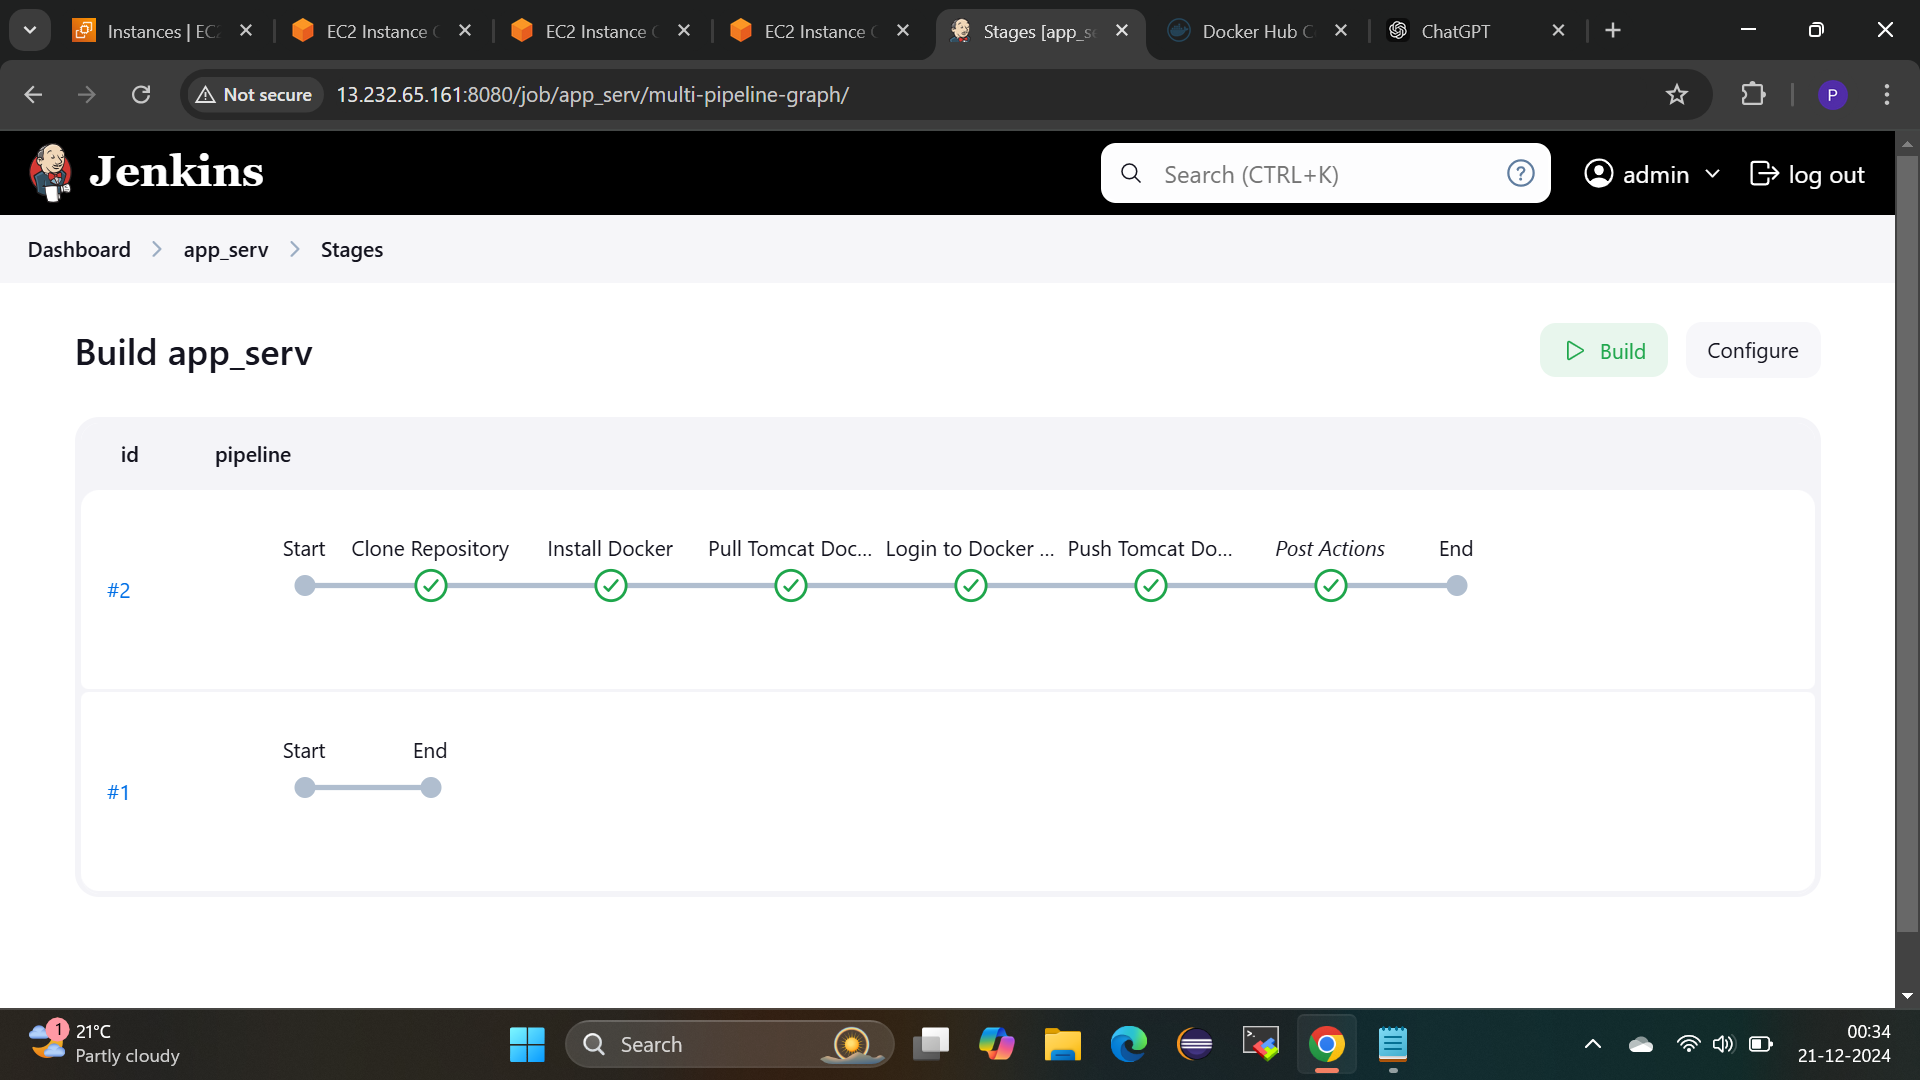 Instances | EC
EC2 Instance
EC2 Instance
EC2 Instance
Stages [app_se
Docker Hub C
ChatGPT
Not secure
13.232.65.161:8080/job/app_serv/multi-pipeline-graph/
P
Jenkins
Search (CTRL+K)
?
admin
log out
Dashboard
app_serv
Stages
Build app_serv
Build
Configure
id
pipeline
Start
Clone Repository
Install Docker
Pull Tomcat Doc...
Login to Docker ...
Push Tomcat Do...
Post Actions
End
#2
Start
End
#1
1
21°C
Partly cloudy
Search
00:34
21-12-2024